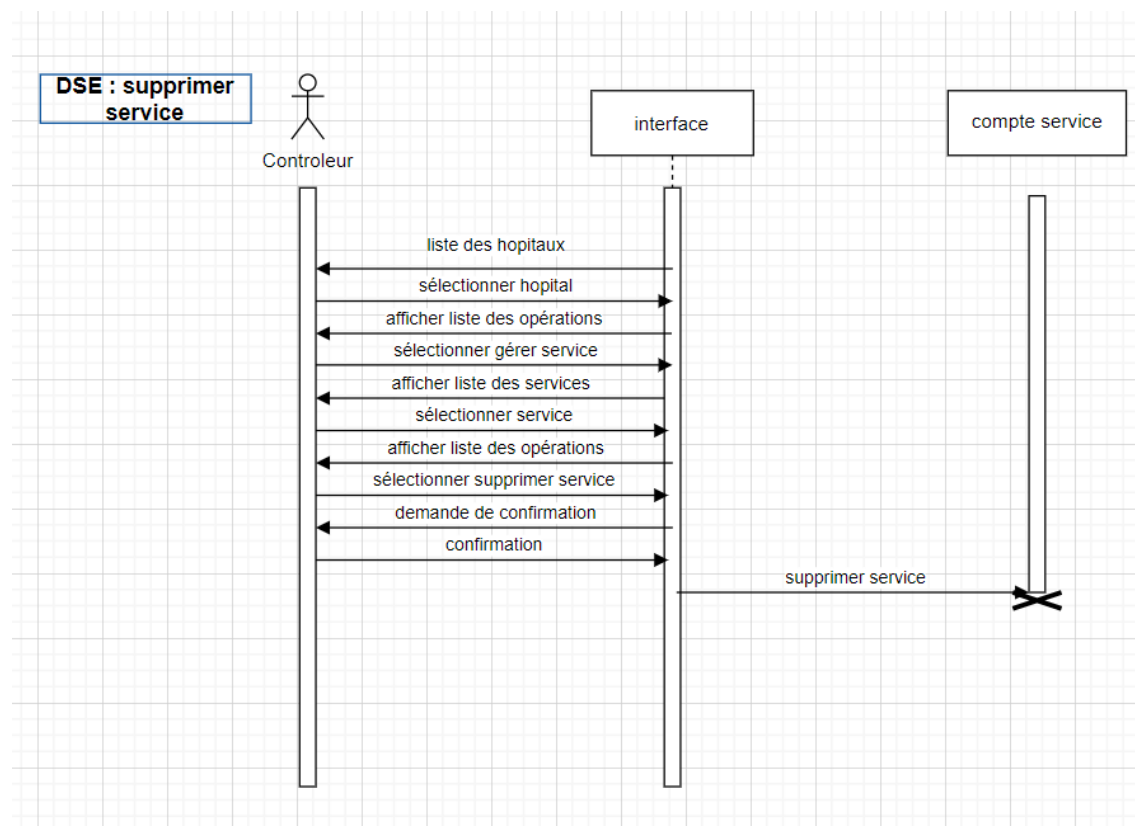 DSE : supprimer
service
Controleur
interface
compte service
liste des hopitaux
sélectionner hopital
afficher liste des opérations
sélectionner gérer service
afficher liste des services
sélectionner service
afficher liste des opérations
sélectionner supprimer service
demande de confirmation
confirmation
supprimer service